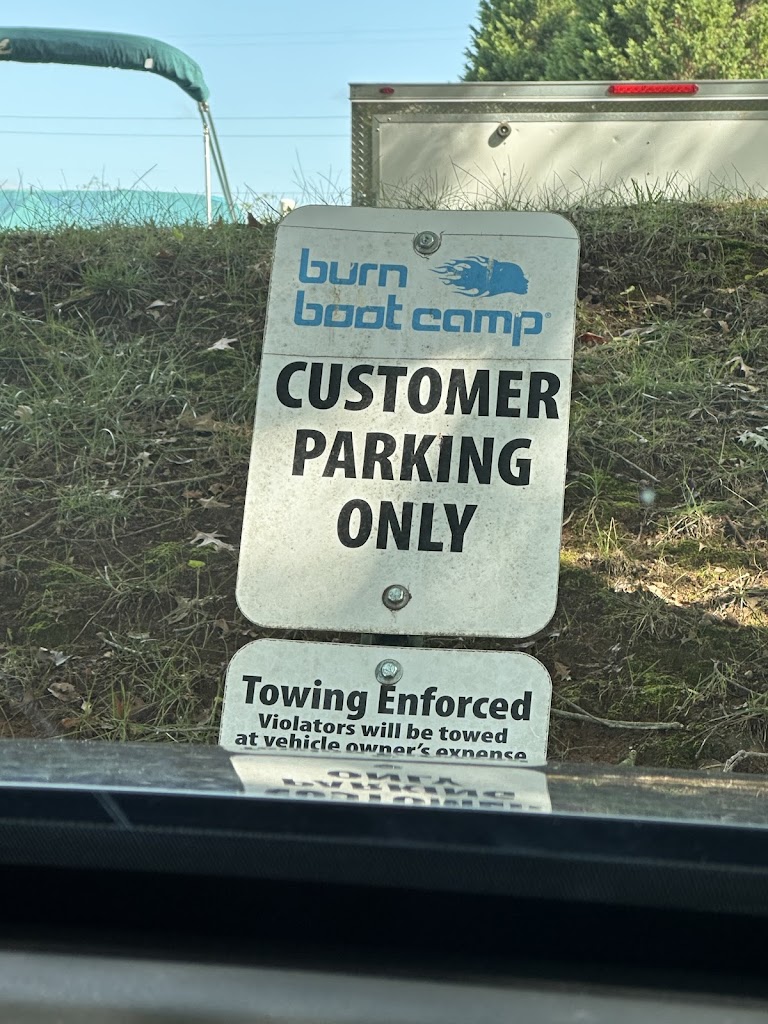 burn
boot camp®
CUSTOMER
PARKING
ONLY
Towing Enforced
Violators will be towed
at vehicle owner's expense